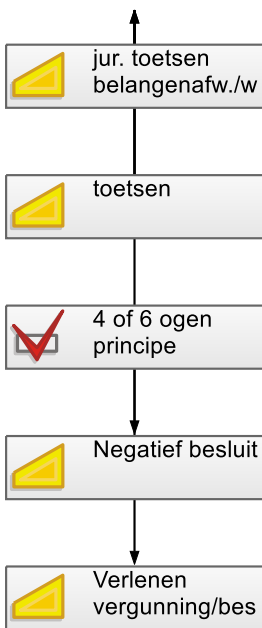 jur. toetsen
belangenafw./w
toetsen
4 of 6 ogen
principe
Negatief besluit
Verlenen
vergunning/bes